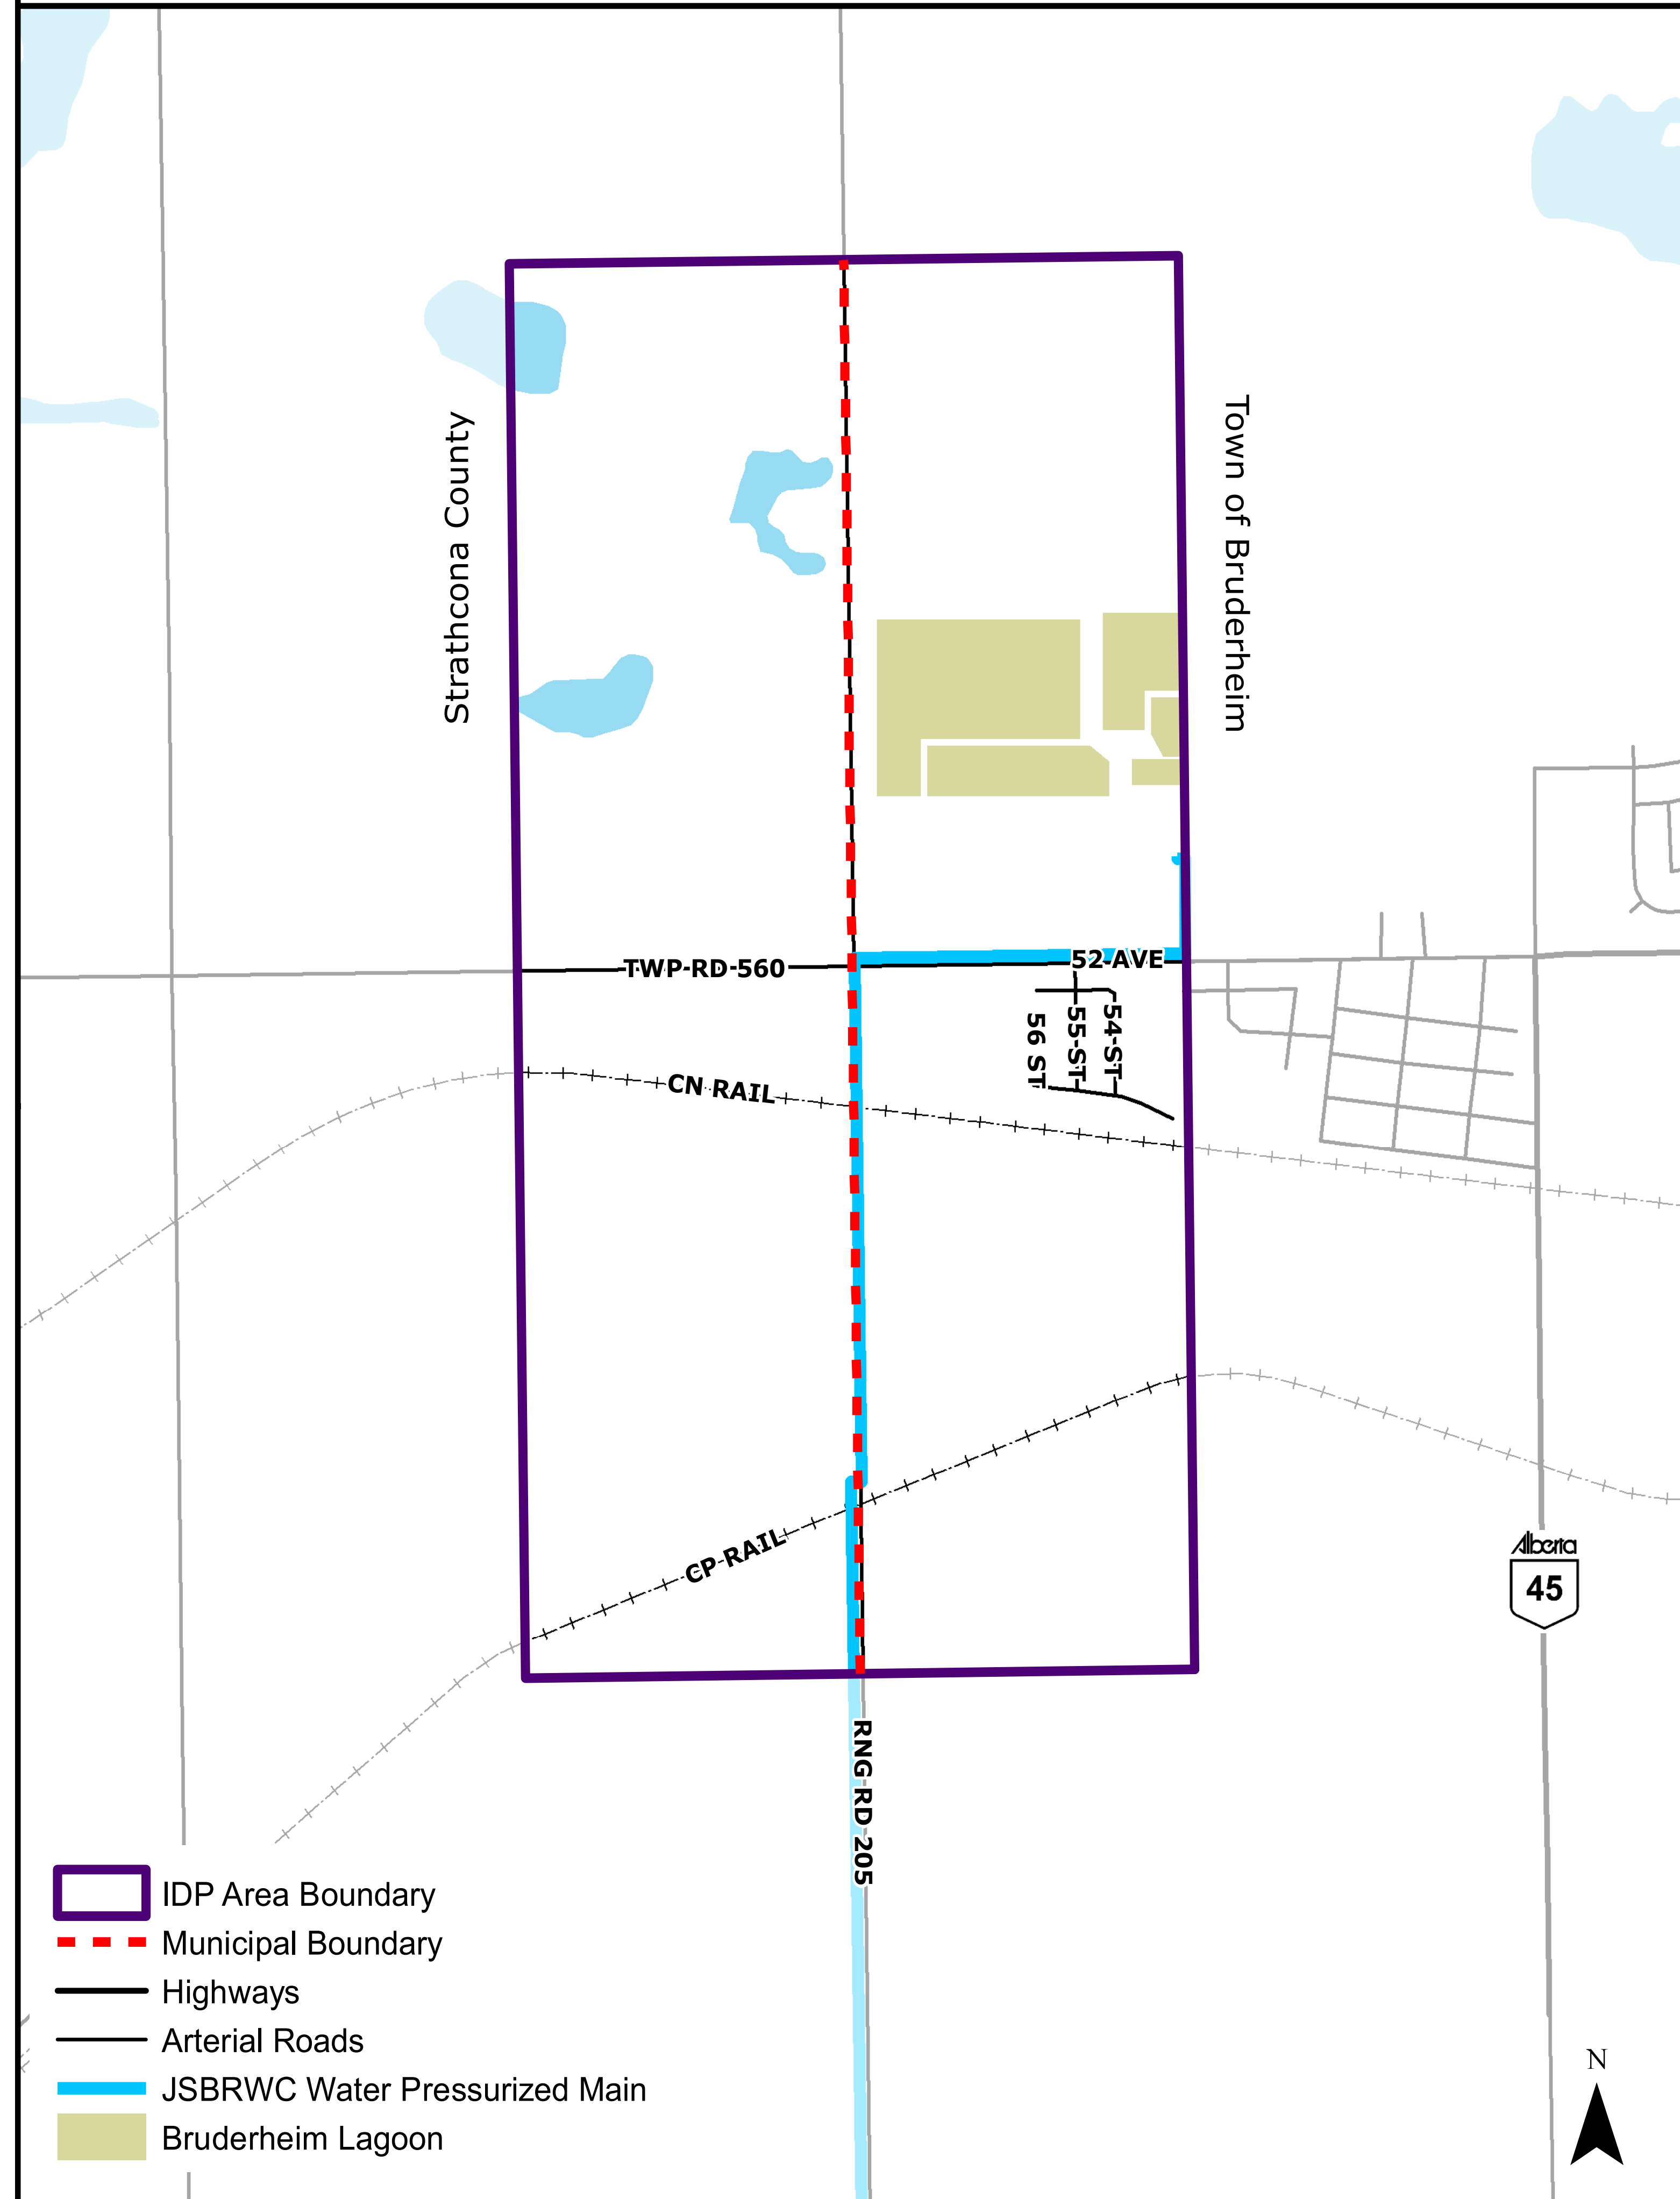 Strathcona County
Town of Bruderheim
TWP RD 560
52 AVE
56 ST
55 ST
54 ST
CN RAIL
CP RAIL
Alberta
45
RNG RD 205
IDP Area Boundary
Municipal Boundary
Highways
Arterial Roads
JSBRWC Water Pressurized Main
Bruderheim Lagoon
N